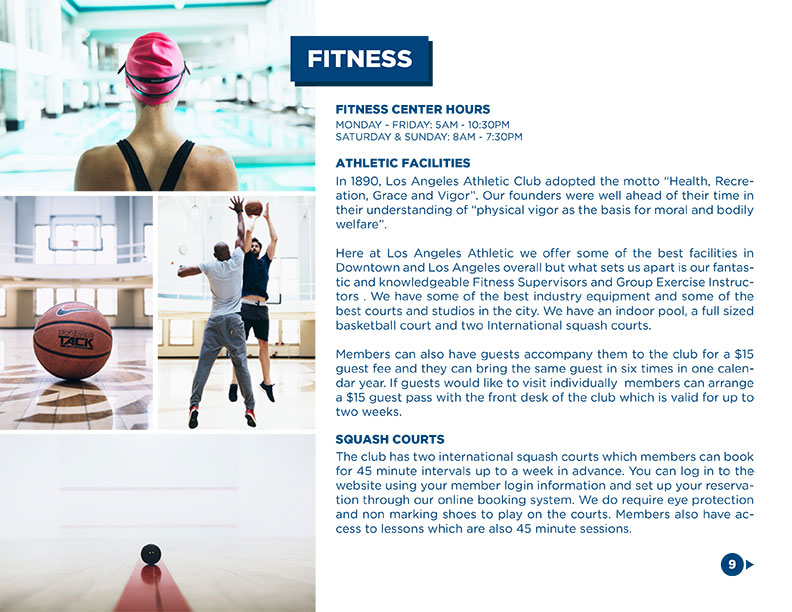 FITNESS
FITNESS CENTER HOURS
MONDAY - FRIDAY: 5AM - 10:30PM
SATURDAY & SUNDAY: 8AM - 7:30PM
ATHLETIC FACILITIES
In 1890, Los Angeles Athletic Club adopted the motto “Health, Recre-
ation, Grace and Vigor”. Our founders were well ahead of their time in
their understanding of “physical vigor as the basis for moral and bodily
welfare”.
Here at Los Angeles Athletic we offer some of the best facilities in
Downtown and Los Angeles overall but what sets us apart is our fantas-
tic and knowledgeable Fitness Supervisors and Group Exercise Instruc-
tors . We have some of the best industry equipment and some of the
best courts and studios in the city. We have an indoor pool, a full sized
basketball court and two International squash courts.
Members can also have guests accompany them to the club for a $15
guest fee and they can bring the same guest in six times in one calen-
dar year. If guests would like to visit individually  members can arrange
a $15 guest pass with the front desk of the club which is valid for up to
two weeks.
SQUASH COURTS
The club has two international squash courts which members can book
for 45 minute intervals up to a week in advance. You can log in to the
website using your member login information and set up your reserva-
tion through our online booking system. We do require eye protection
and non marking shoes to play on the courts. Members also have ac-
cess to lessons which are also 45 minute sessions.
9
TACK